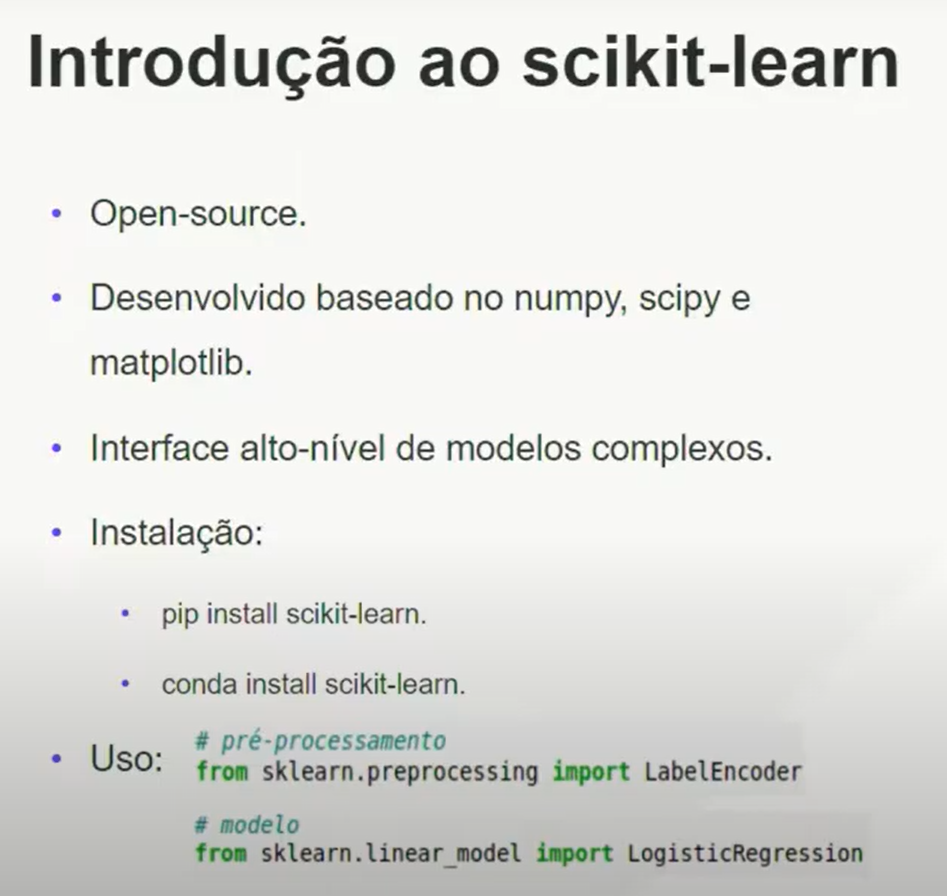 Introdução ao scikit-learn
• Open-source.
• Desenvolvido baseado no numpy, scipy e
matplotlib.
• Interface alto-nível de modelos complexos.
• Instalação:
• pip install scikit-learn.
• conda install scikit-learn.
• Uso:
# pré-processamento
from sklearn.preprocessing import LabelEncoder
# modelo
from sklearn.linear_model import LogisticRegression